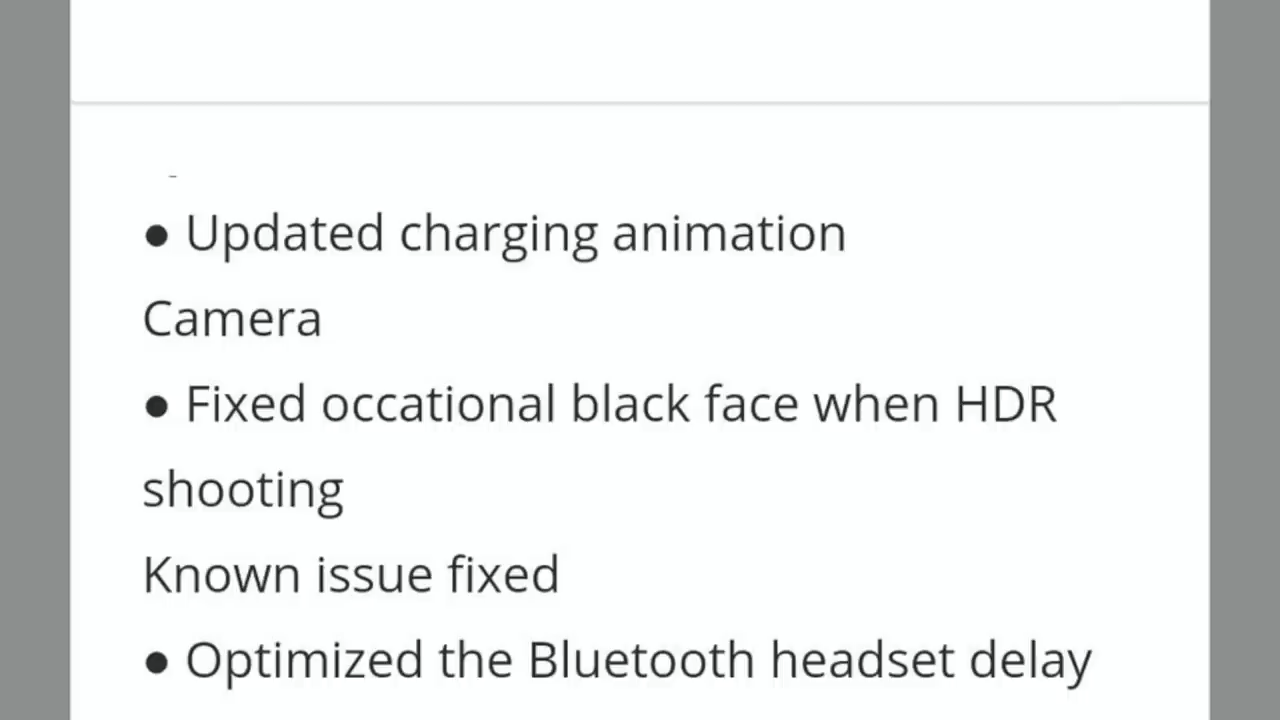 ● Updated charging animation
Camera
● Fixed occational black face when HDR
shooting
Known issue fixed
● Optimized the Bluetooth headset delay